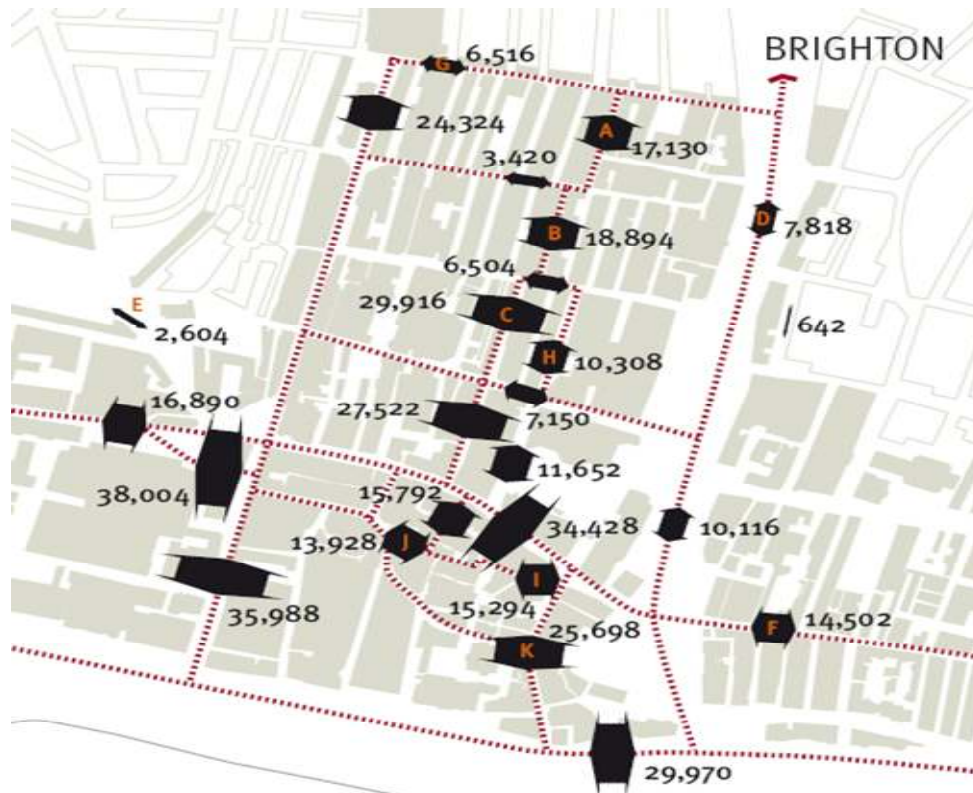 BRIGHTON
G 6,516
24,324
A 17,130
3,420
B 18,894
D 7,818
6,504
29,916 C
E 2,604
642
H 10,308
16,890
27,522
7,150
38,004
11,652
15,792
34,428
10,116
13,928 J
I 15,294
35,988
25,698
K
F 14,502
29,970